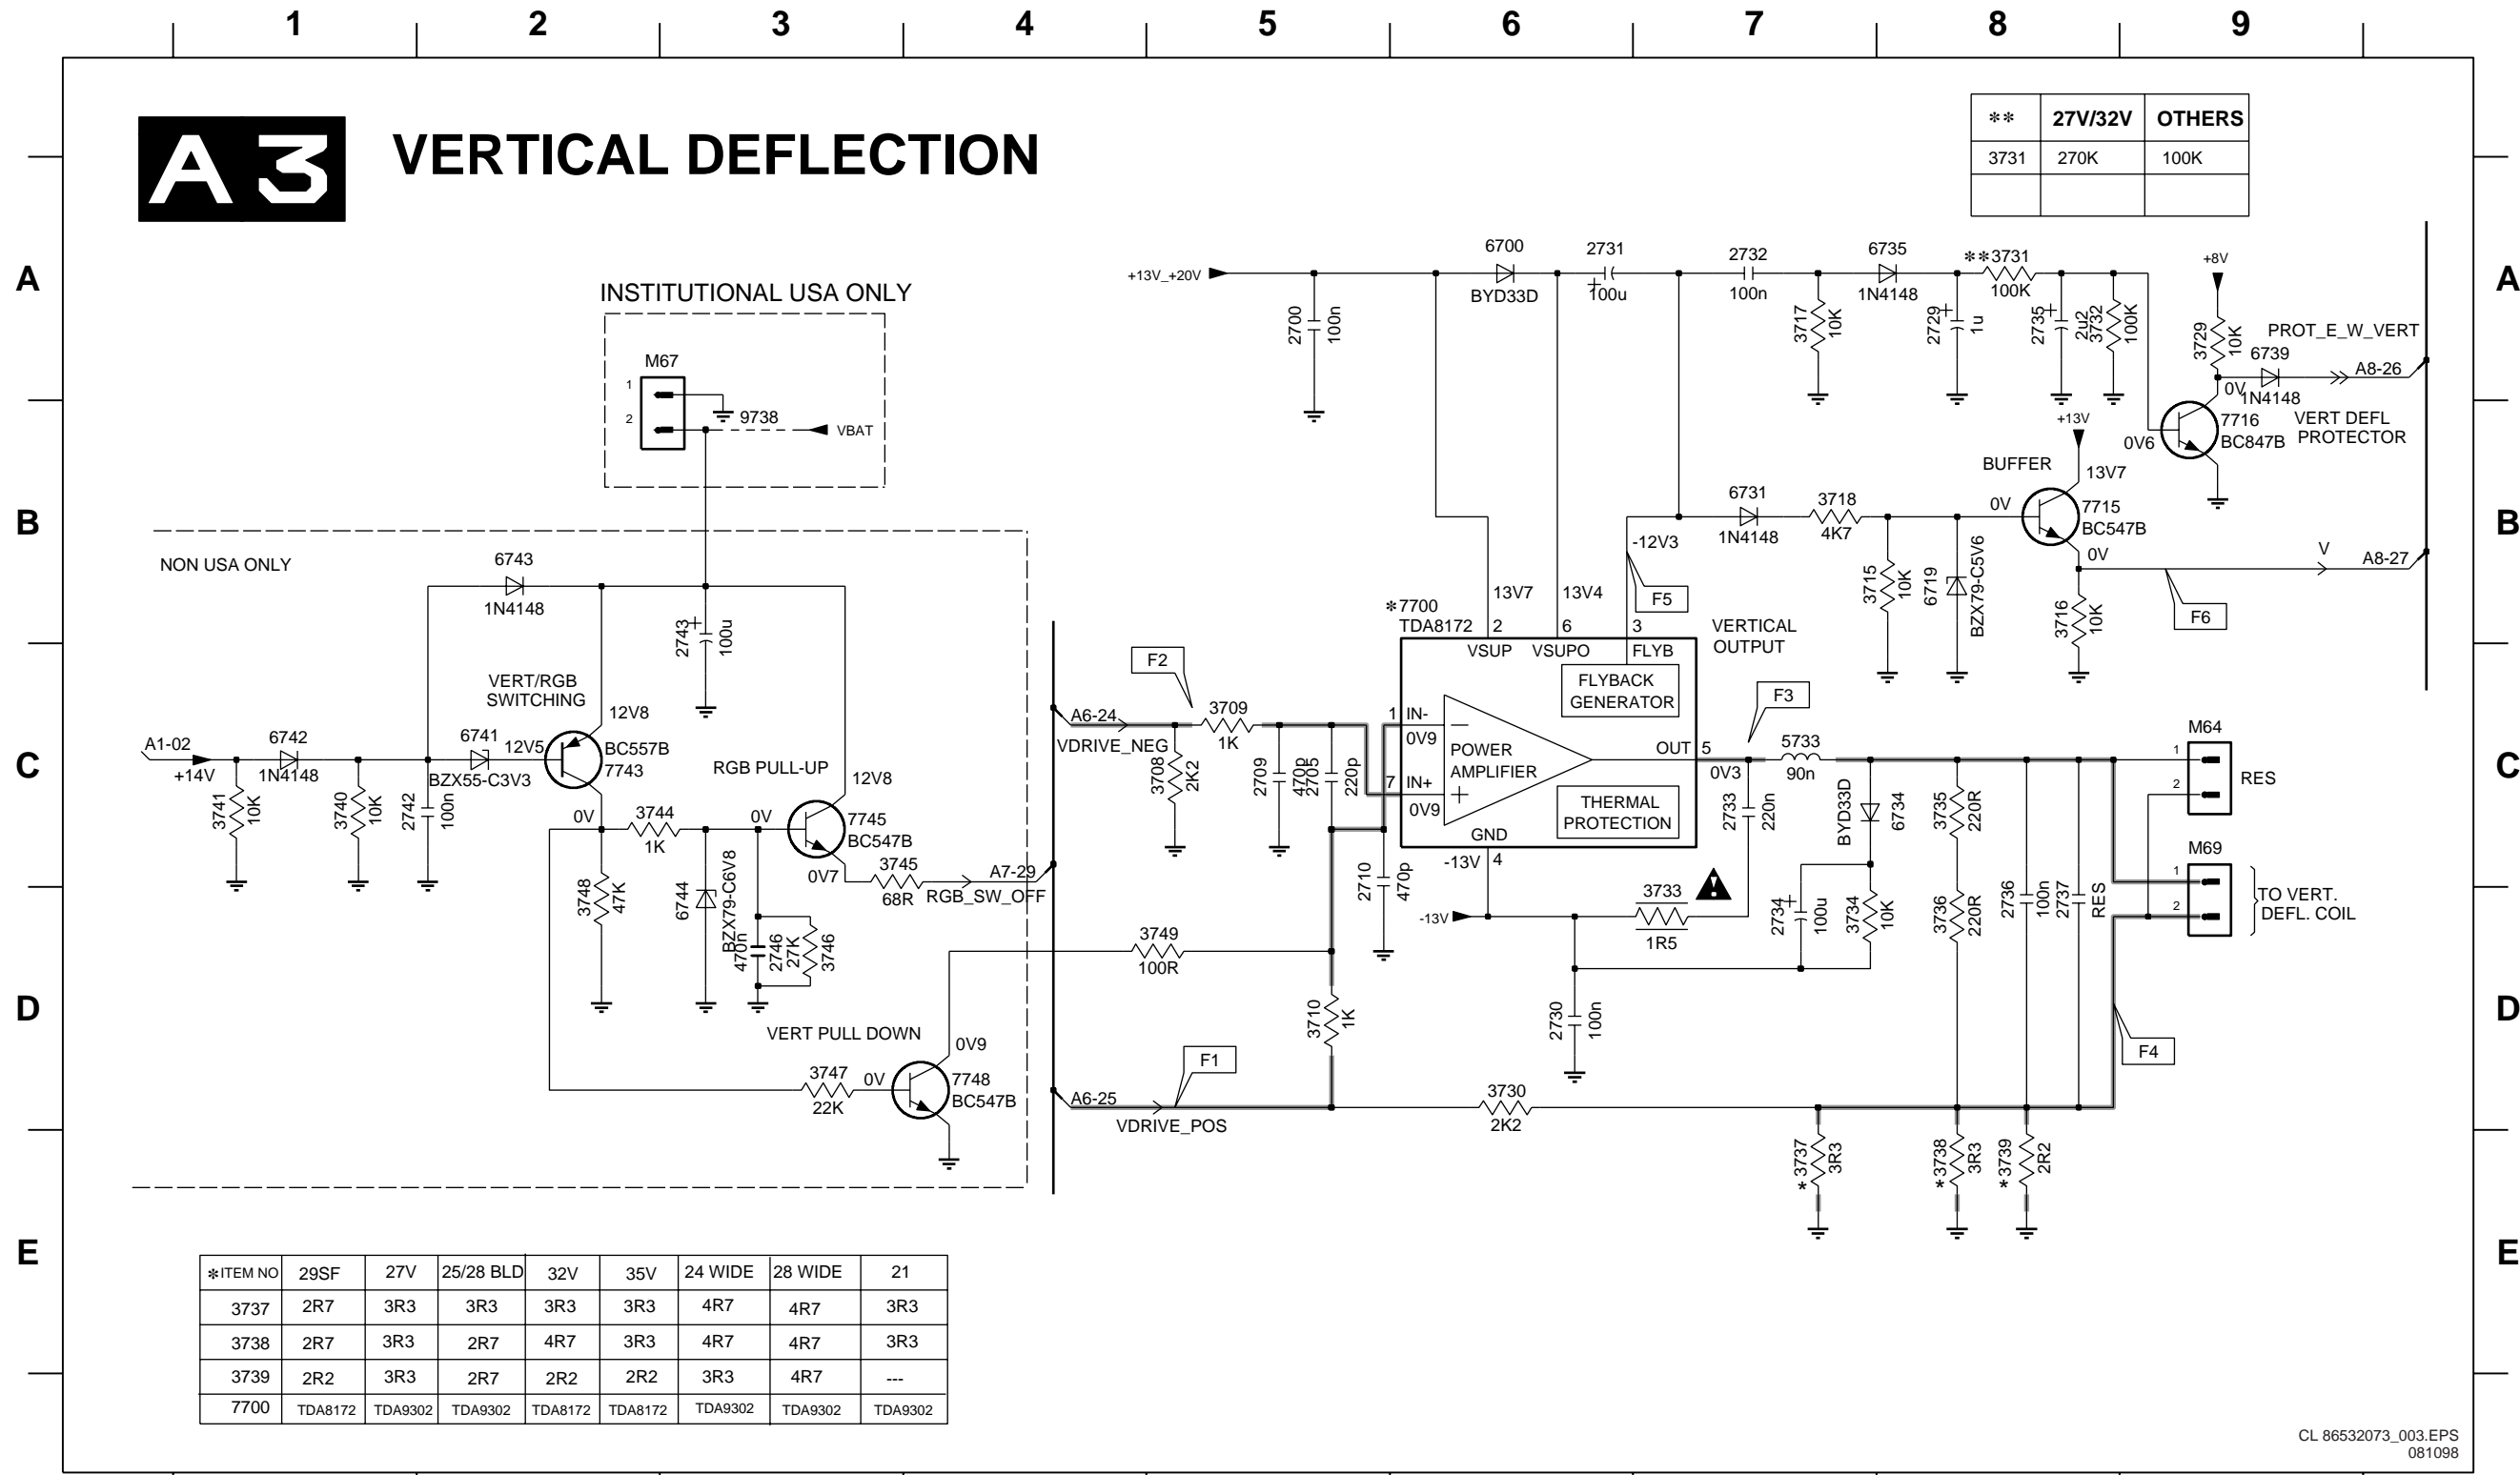 1 2 3 4 5 6 7 8 9
A 3 VERTICAL DEFLECTION
** 27V/32V OTHERS
3731 270K 100K
A
A
B
B
C
C
D
D
E
E
INSTITUTIONAL USA ONLY
M67
1
2
9738
VBAT
NON USA ONLY
6743
1N4148
2743
+
100u
VERT/RGB
SWITCHING
12V8
A1-02
+14V
6742
1N4148
6741
BZX55-C3V3
12V5
BC557B
7743
3741
10K
3740
10K
2742
100n
0V
3744
1K
RGB PULL-UP
12V8
0V
7745
BC547B
0V7
3745
68R
A7-29
RGB_SW_OFF
3748
47K
6744
BZX79-C6V8
470n
2746
27K
3746
VERT PULL DOWN
0V9
3747
22K
0V
7748
BC547B
+13V_+20V
2700
100n
6700
BYD33D
2731
+
100u
2732
100n
3717
10K
6735
1N4148
**3731
100K
2729
+
1u
2735
+
2u2
3732
100K
+8V
3729
10K
PROT_E_W_VERT
6739
A8-26
0V
1N4148
7716
BC847B
0V6
VERT DEFL
PROTECTOR
+13V
BUFFER
13V7
0V
7715
BC547B
0V
V
A8-27
F6
6731
1N4148
3718
4K7
3715
10K
6719
BZX79-C5V6
3716
10K
-12V3
F5
13V7
13V4
*7700
TDA8172
2
6
3
VERTICAL
OUTPUT
VSUP
VSUPO
FLYB
FLYBACK
GENERATOR
1 IN-
0V9
POWER
AMPLIFIER
7 IN+
0V9
OUT 5
0V3
THERMAL
PROTECTION
GND
-13V 4
F2
A6-24
VDRIVE_NEG
3709
1K
3708
2K2
2709
470p
2705
220p
2710
470p
F3
5733
90n
2733
220n
BYD33D
6734
3735
220R
3736
220R
2736
100n
2737
RES
M64
1
2
RES
M69
1
2
TO VERT.
DEFL. COIL
-13V
3733
1R5
2734
+
100u
3734
10K
2730
100n
3749
100R
3710
1K
F1
A6-25
VDRIVE_POS
3730
2K2
F4
*3737
3R3
*3738
3R3
*3739
2R2
*ITEM NO 29SF 27V 25/28 BLD 32V 35V 24 WIDE 28 WIDE 21
3737 2R7 3R3 3R3 3R3 3R3 4R7 4R7 3R3
3738 2R7 3R3 2R7 4R7 3R3 4R7 4R7 3R3
3739 2R2 3R3 2R7 2R2 2R2 3R3 4R7 ---
7700 TDA8172 TDA9302 TDA9302 TDA8172 TDA8172 TDA9302 TDA9302 TDA9302
CL 86532073_003.EPS
081098